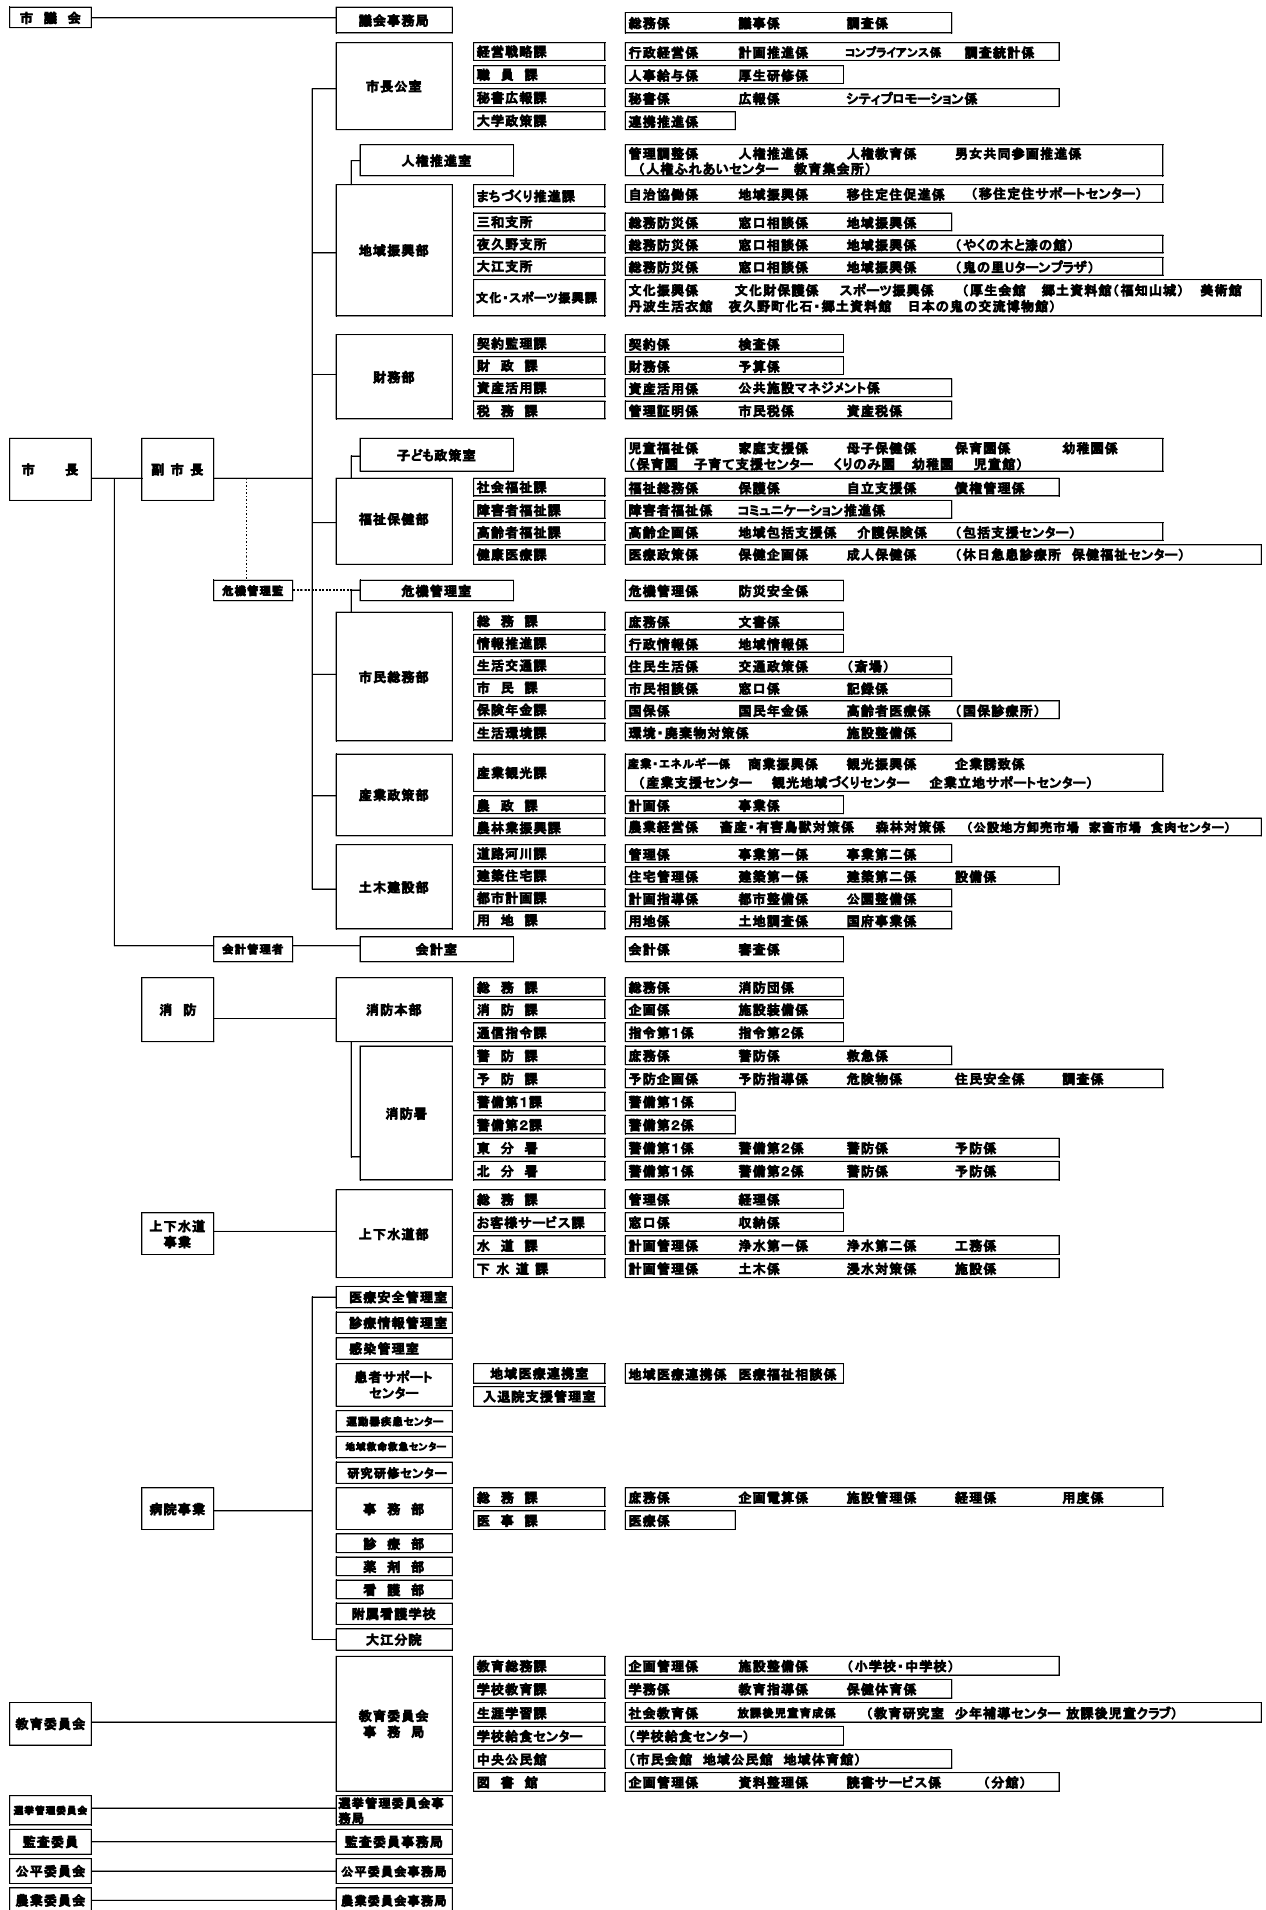 市 議 会 議会事務局 総務係 議事係 調査係
経営戦略課 行政経営係 計画推進係 コンプライアンス係 調査統計係
市長公室
職 員 課 人事給与係 厚生研修係
秘書広報課 秘書係 広報係 シティプロモーション係
大学政策課 連携推進係
人権推進室 管理調整係 人権推進係 人権教育係 男女共同参画推進係
（人権ふれあいセンター 教育集会所）
まちづくり推進課 自治協働係 地域振興係 移住定住促進係 （移住定住サポートセンター）
三和支所 総務防災係 窓口相談係 地域振興係
地域振興部
夜久野支所 総務防災係 窓口相談係 地域振興係 （やくの木と漆の館）
大江支所 総務防災係 窓口相談係 地域振興係 （鬼の里Uターンプラザ）
文化・スポーツ振興課 文化振興係 文化財保護係 スポーツ振興係 （厚生会館 郷土資料館（福知山城） 美術館
丹波生活衣館 夜久野町化石・郷土資料館 日本の鬼の交流博物館）
契約監理課 契約係 検査係
財 政 課 財務係 予算係
財務部
資産活用課 資産活用係 公共施設マネジメント係
税 務 課 管理証明係 市民税係 資産税係
子ども政策室 児童福祉係 家庭支援係 母子保健係 保育園係 幼稚園係
（保育園 子育て支援センター くりのみ園 幼稚園 児童館）
市 長 副 市 長
社会福祉課 福祉総務係 保護係 自立支援係 債権管理係
障害者福祉課 障害者福祉係 コミュニケーション推進係
福祉保健部
高齢者福祉課 高齢企画係 地域包括支援係 介護保険係 （包括支援センター）
健康医療課 医療政策係 保健企画係 成人保健係 （休日急患診療所 保健福祉センター）
危機管理監 危機管理室 危機管理係 防災安全係
総 務 課 庶務係 文書係
情報推進課 行政情報係 地域情報係
生活交通課 住民生活係 交通政策係 （斎場）
市民総務部
市 民 課 市民相談係 窓口係 記録係
保険年金課 国保係 国民年金係 高齢者医療係 （国保診療所）
生活環境課 環境・廃棄物対策係 施設整備係
産業観光課 産業・エネルギー係 商業振興係 観光振興係 企業誘致係
（産業支援センター 観光地域づくりセンター 企業立地サポートセンター）
産業政策部
農 政 課 計画係 事業係
農林業振興課 農業経営係 畜産・有害鳥獣対策係 森林対策係 （公設地方卸売市場 家畜市場 食肉センター）
道路河川課 管理係 事業第一係 事業第二係
建築住宅課 住宅管理係 建築第一係 建築第二係 設備係
土木建設部
都市計画課 計画指導係 都市整備係 公園整備係
用 地 課 用地係 土地調査係 国府事業係
会計管理者 会計室 会計係 審査係
総 務 課 総務係 消防団係
消 防 消防本部 消 防 課 企画係 施設装備係
通信指令課 指令第1係 指令第2係
警 防 課 庶務係 警防係 救急係
予 防 課 予防企画係 予防指導係 危険物係 住民安全係 調査係
警備第1課 警備第1係
消防署
警備第2課 警備第2係
東 分 署 警備第1係 警備第2係 警防係 予防係
北 分 署 警備第1係 警備第2係 警防係 予防係
総 務 課 管理係 経理係
お客様サービス課 窓口係 収納係
上下水道
事業
上下水道部
水 道 課 計画管理係 浄水第一係 浄水第二係 工務係
下 水 道 課 計画管理係 土木係 浸水対策係 施設係
医療安全管理室
診療情報管理室
感染管理室
患者サポート
センター
地域医療連携室 地域医療連携係 医療福祉相談係
入退院支援管理室
運動器疾患センター
地域救命救急センター
研究研修センター
病院事業 事 務 部 総 務 課 庶務係 企画電算係 施設管理係 経理係 用度係
医 事 課 医療係
診 療 部
薬 剤 部
看 護 部
附属看護学校
大江分院
教育総務課 企画管理係 施設整備係 （小学校・中学校）
学校教育課 学務係 教育指導係 保健体育係
教育委員会
教育委員会
事 務 局
生涯学習課 社会教育係 放課後児童育成係 （教育研究室 少年補導センター 放課後児童クラブ）
学校給食センター （学校給食センター）
中央公民館 （市民会館 地域公民館 地域体育館）
図 書 館 企画管理係 資料整理係 読書サービス係 （分館）
選挙管理委員会 選挙管理委員会事
務局
監査委員 監査委員事務局
公平委員会 公平委員会事務局
農業委員会 農業委員会事務局